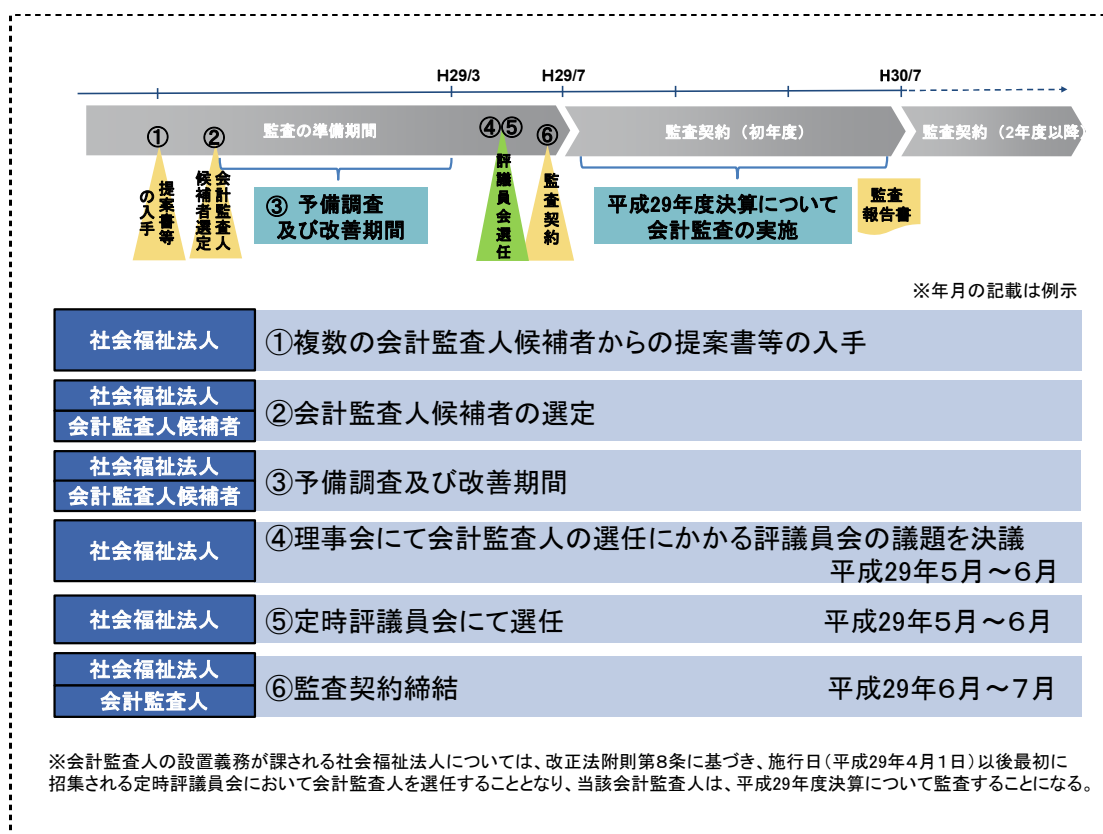 H29/3
H29/7
H30/7
監査の準備期間
監査契約（初年度）
監査契約（2年度以降）
①
②
④⑤
⑥
提案書等
の入手
会計監査人
候補者選定
③ 予備調査
及び改善期間
評議員会選任
監査契約
平成29年度決算について
会計監査の実施
監査
報告書
※年月の記載は例示
社会福祉法人
①複数の会計監査人候補者からの提案書等の入手
社会福祉法人
会計監査人候補者
②会計監査人候補者の選定
社会福祉法人
会計監査人候補者
③予備調査及び改善期間
社会福祉法人
④理事会にて会計監査人の選任にかかる評議員会の議題を決議
平成29年５月～６月
社会福祉法人
⑤定時評議員会にて選任 平成29年５月～６月
社会福祉法人
会計監査人
⑥監査契約締結 平成29年６月～７月
※会計監査人の設置義務が課される社会福祉法人については、改正法附則第８条に基づき、施行日（平成29年４月１日）以後最初に
招集される定時評議員会において会計監査人を選任することとなり、当該会計監査人は、平成29年度決算について監査することになる。